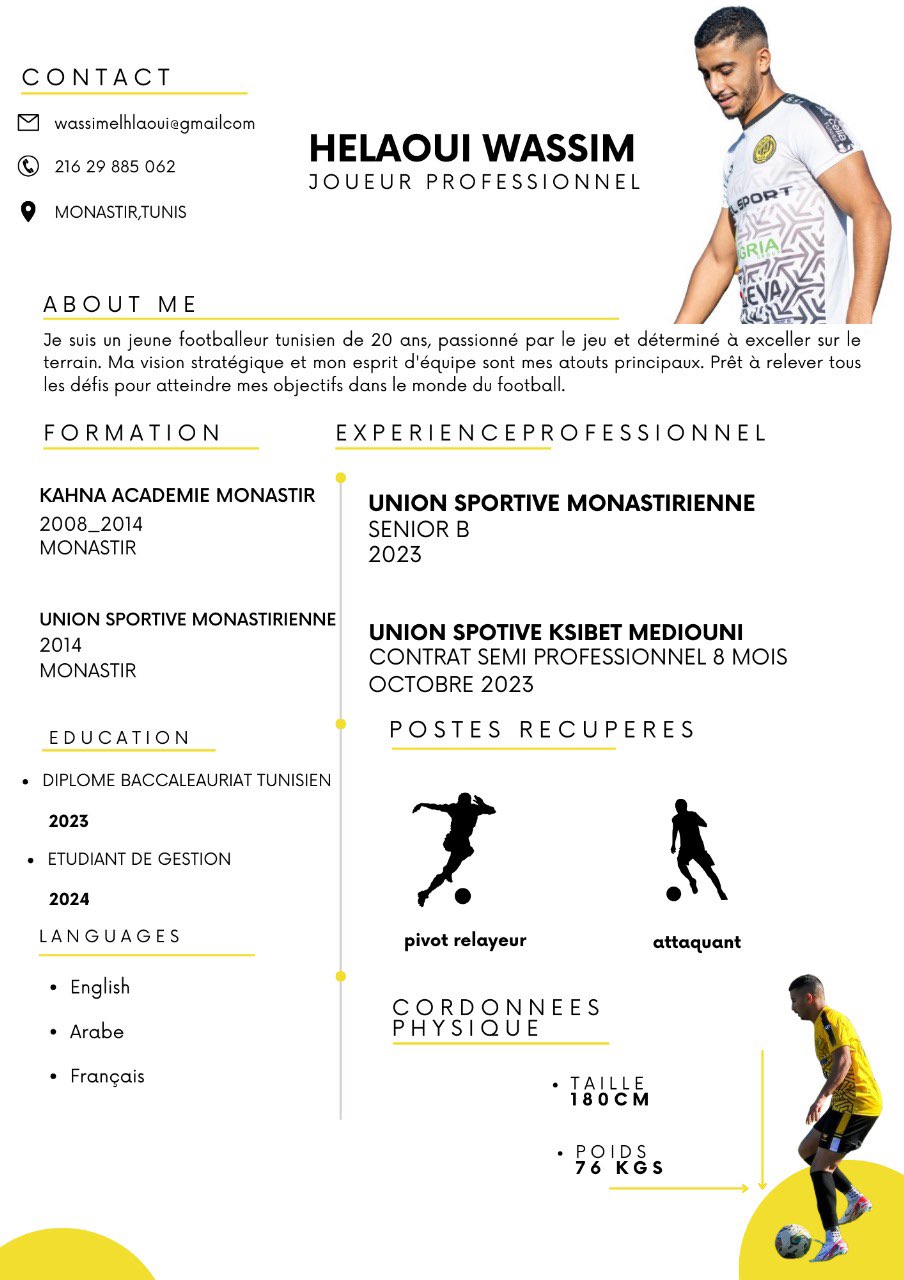 CONTACT
wassimelhlaoui@gmailcom
216 29 885 062
MONASTIR,TUNIS
HELAOUI WASSIM
JOUEUR PROFESSIONNEL
L SPORT
GRIA
EVA
ABOUT ME
Je suis un jeune footballeur tunisien de 20 ans, passionné par le jeu et déterminé à exceller sur le
terrain. Ma vision stratégique et mon esprit d'équipe sont mes atouts principaux. Prêt à relever tous
les défis pour atteindre mes objectifs dans le monde du football.
FORMATION
KAHNA ACADEMIE MONASTIR
2008_2014
MONASTIR
UNION SPORTIVE MONASTIRIENNE
2014
MONASTIR
EDUCATION
• DIPLOME BACCALEAURIAT TUNISIEN
2023
• ETUDIANT DE GESTION
2024
LANGUAGES
• English
• Arabe
• Français
EXPERIENCEPROFESSIONNEL
UNION SPORTIVE MONASTIRIENNE
SENIOR B
2023
UNION SPOTIVE KSIBET MEDIOUNI
CONTRAT SEMI PROFESSIONNEL 8 MOIS
OCTOBRE 2023
POSTES RECUPERES
pivot relayeur
attaquant
CORDONNEES
PHYSIQUE
• TAILLE
180CM
• POIDS
76 KGS